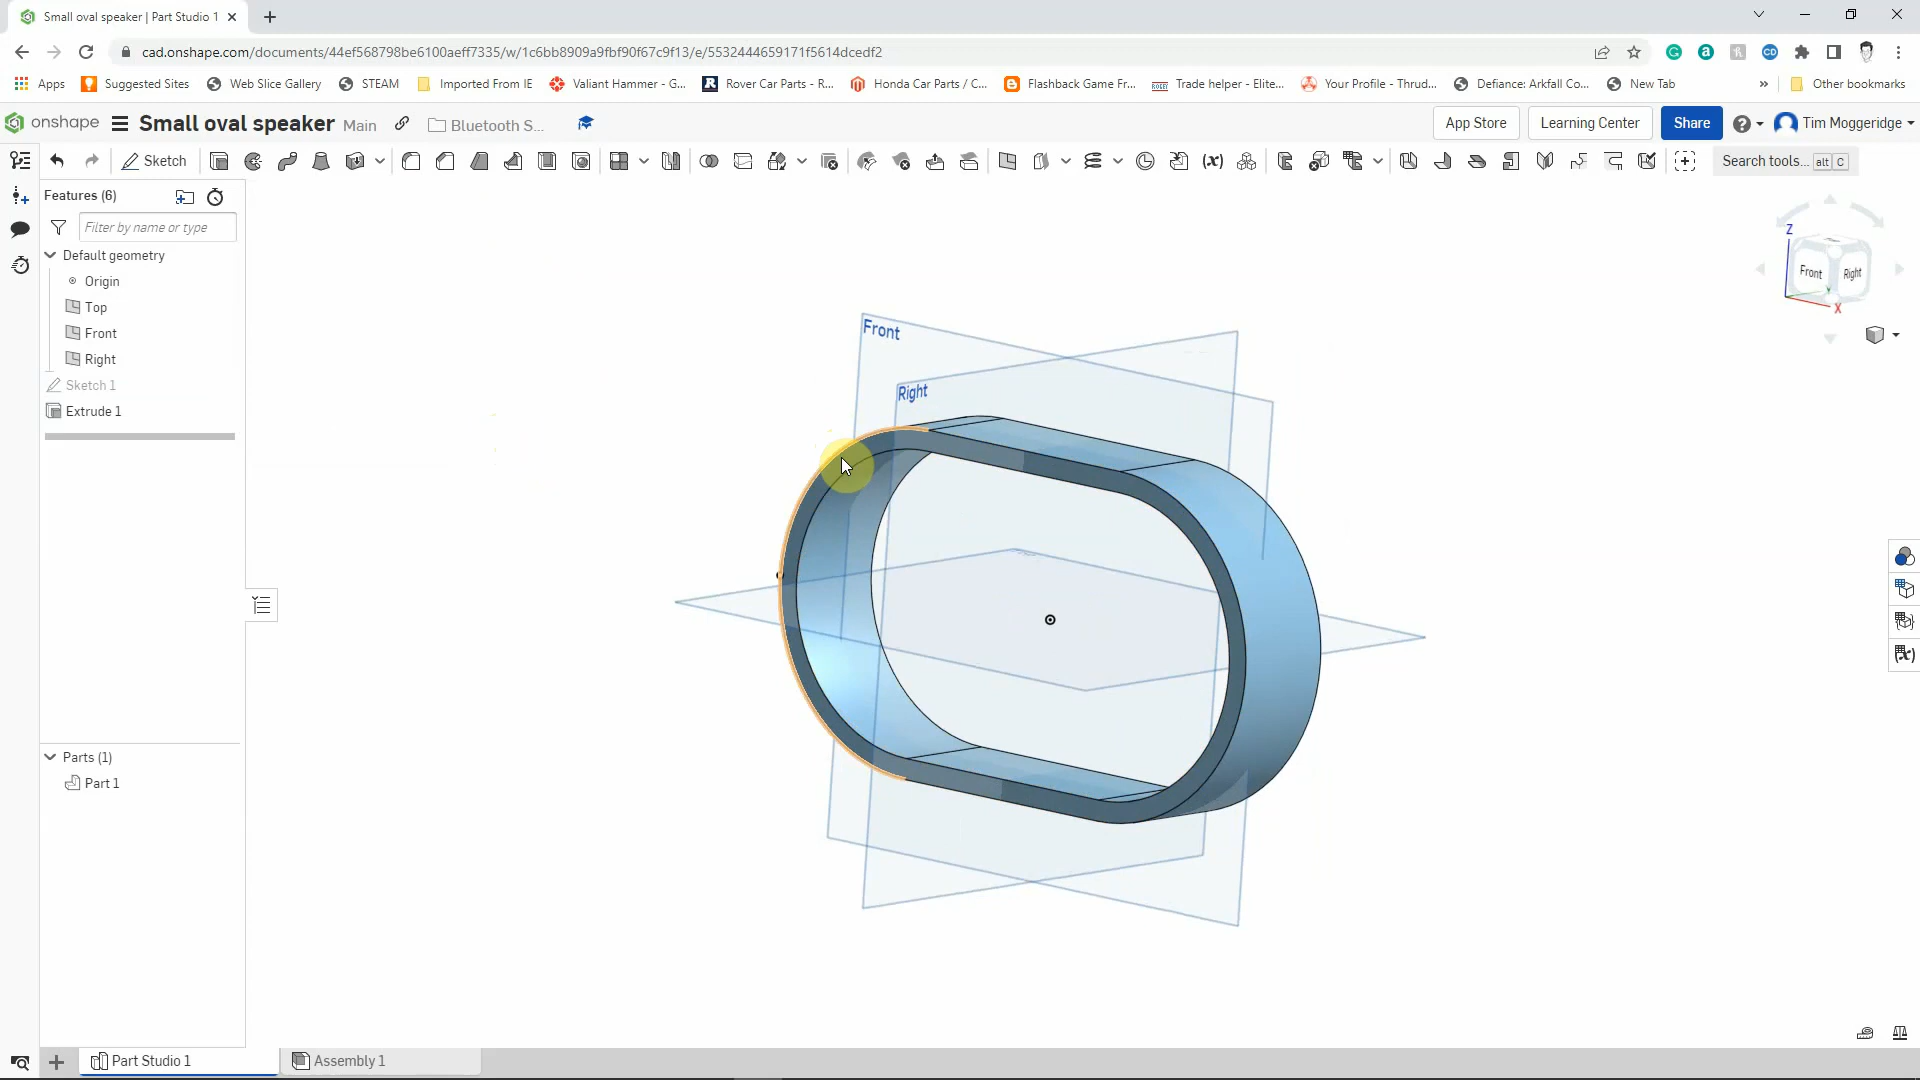 Small oval speaker | Part Studio 1
cad.onshape.com/documents/44ef568798be6100aeff7335/w/1c6bb8909a9fbf90f67c9f13/e/5532444659171f5614dcedf2
Apps Suggested Sites Web Slice Gallery STEAM Imported From IE Valiant Hammer - G... Rover Car Parts - R... Honda Car Parts / C... Flashback Game Fr... Trade helper - Elite... Your Profile - Thrud... Defiance: Arkfall Co... New Tab » Other bookmarks
onshape Small oval speaker Main Bluetooth S... App Store Learning Center Share Tim Moggeridge
Sketch (x) Search tools... alt C
Features (6)
Filter by name or type
Default geometry
Origin
Top
Front
Right
Sketch 1
Extrude 1
Parts (1)
Part 1
Front
Right
Z
Front Right
X
(x)
Part Studio 1 Assembly 1